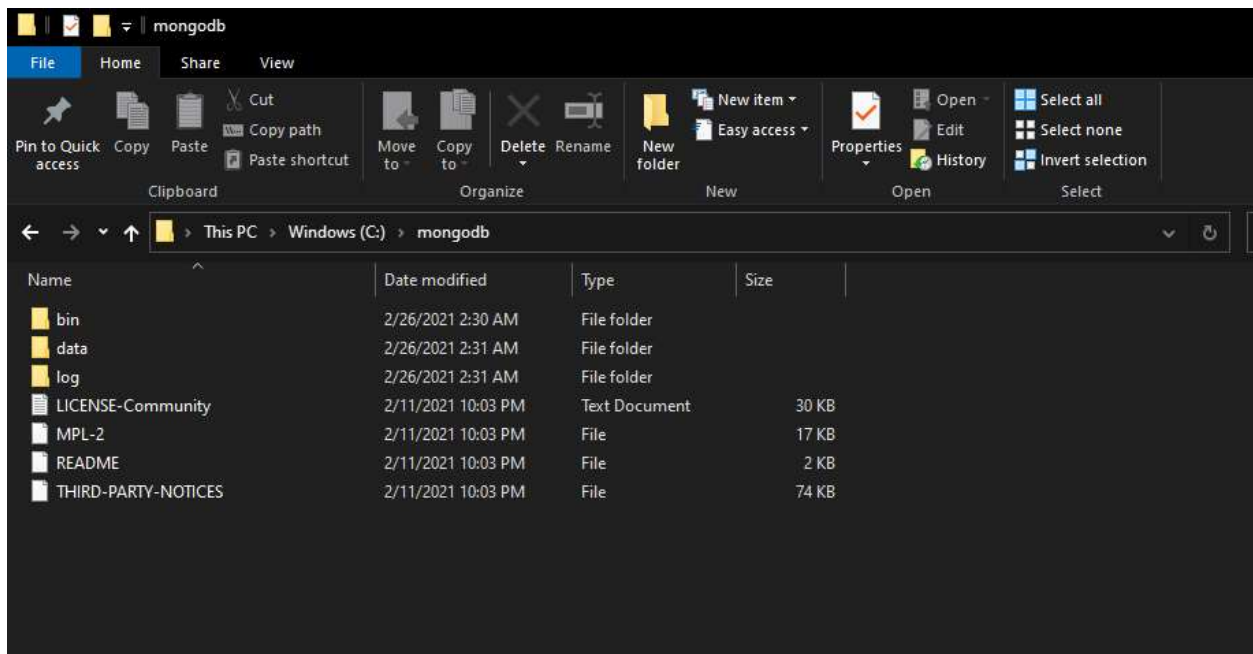 mongodb
File Home Share View
Pin to Quick access
Copy
Paste
Cut
Copy path
Paste shortcut
Clipboard
Move to
Copy to
Delete
Rename
Organize
New folder
New item
Easy access
New
Properties
Open
Edit
History
Open
Select all
Select none
Invert selection
Select
This PC > Windows (C:) > mongodb
Name Date modified Type Size
bin 2/26/2021 2:30 AM File folder
data 2/26/2021 2:31 AM File folder
log 2/26/2021 2:31 AM File folder
LICENSE-Community 2/11/2021 10:03 PM Text Document 30 KB
MPL-2 2/11/2021 10:03 PM File 17 KB
README 2/11/2021 10:03 PM File 2 KB
THIRD-PARTY-NOTICES 2/11/2021 10:03 PM File 74 KB